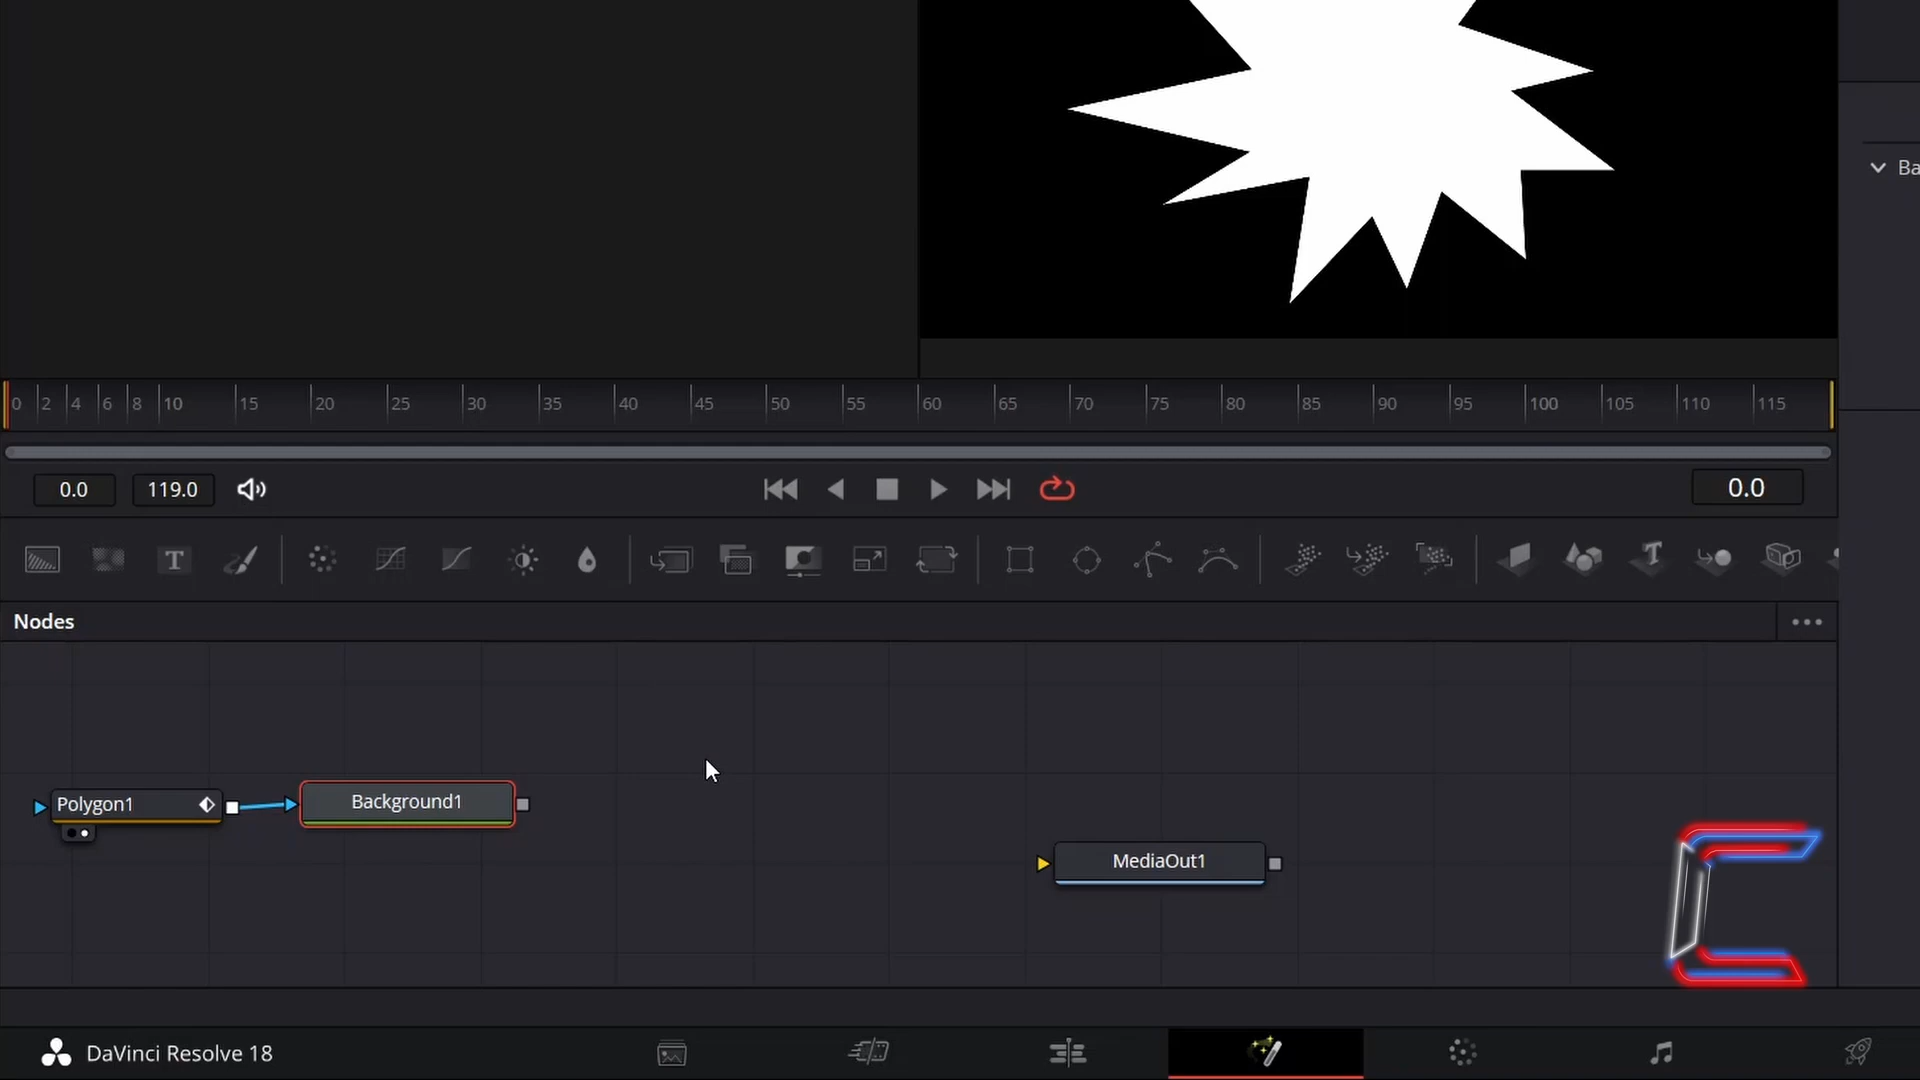 Ba
0 2 4 6 8 10 15 20 25 30 35 40 45 50 55 60 65 70 75 80 85 90 95 100 105 110 115
0.0 119.0 0.0
T T
Nodes
Polygon1 Background1
MediaOut1
DaVinci Resolve 18